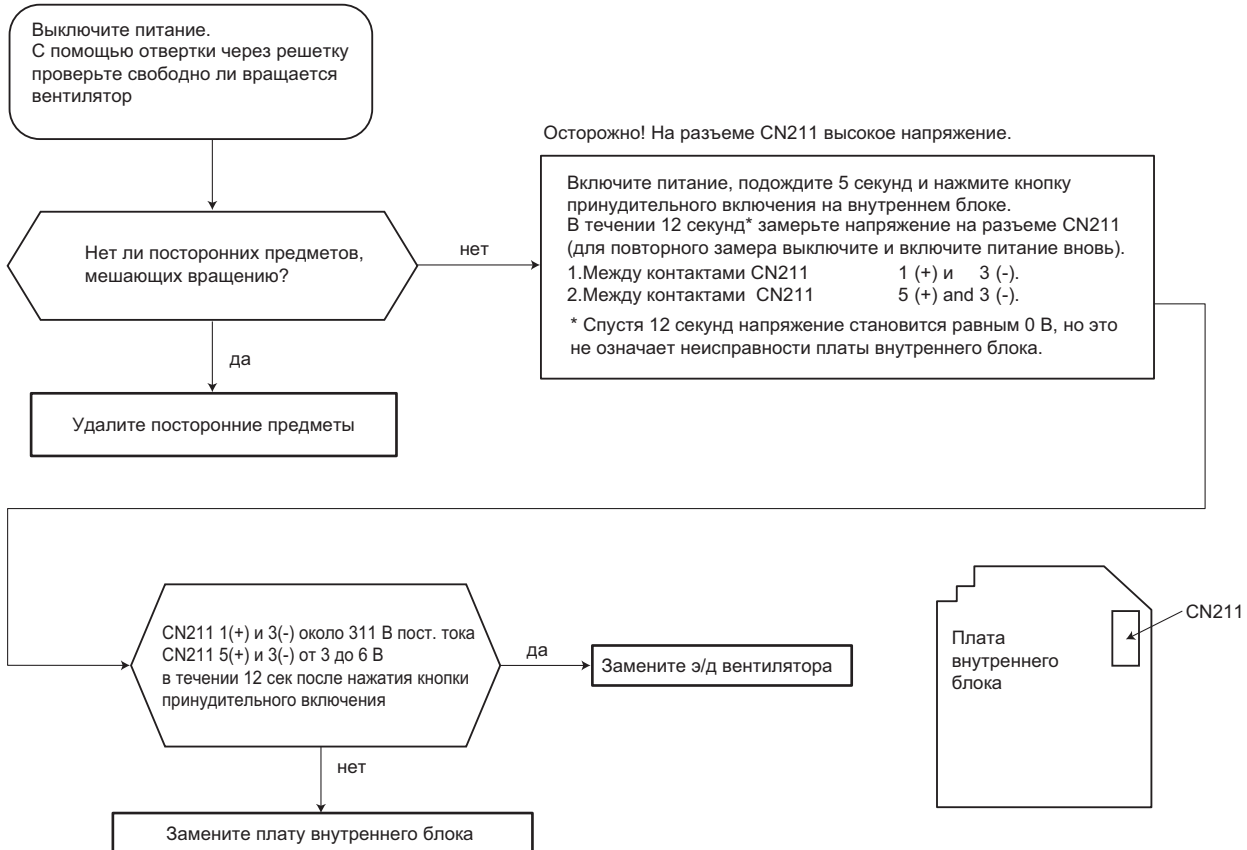 Выключите питание.
С помощью отвертки через решетку
проверьте свободно ли вращается
вентилятор
Осторожно! На разъеме CN211 высокое напряжение.
Включите питание, подождите 5 секунд и нажмите кнопку
принудительного включения на внутреннем блоке.
В течении 12 секунд* замерьте напряжение на разъеме CN211
(для повторного замера выключите и включите питание вновь).
1.Между контактами CN211 1 (+) и 3 (-).
2.Между контактами CN211 5 (+) and 3 (-).
* Спустя 12 секунд напряжение становится равным 0 В, но это
не означает неисправности платы внутреннего блока.
Нет ли посторонних предметов,
мешающих вращению?
нет
да
Удалите посторонние предметы
CN211 1(+) и 3(-) около 311 В пост. тока
CN211 5(+) и 3(-) от 3 до 6 В
в течении 12 сек после нажатия кнопки
принудительного включения
да
Замените э/д вентилятора
нет
Замените плату внутреннего блока
CN211
Плата
внутреннего
блока